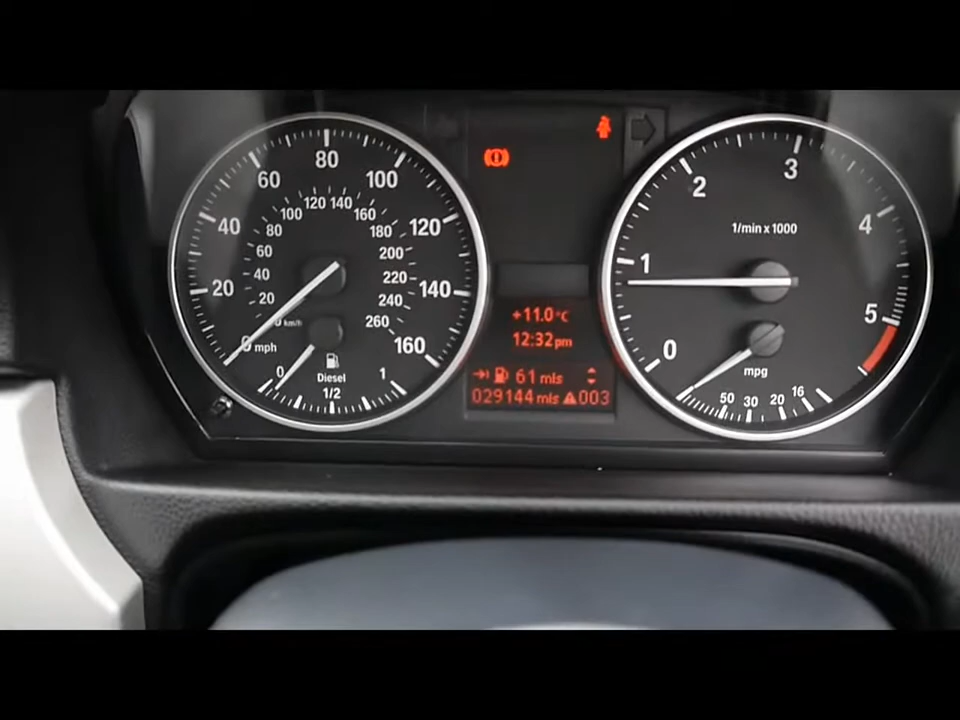 20 40 60 80 100 120 140 160
20 40 60 80 100 120 140 160 180 200 220 240 260
0 km/h
0 mph
0 1/2 1
Diesel
+11.0°C
12:32pm
61 mls
029144 mls 003
0 1 2 3 4 5
1/min x 1000
mpg
50 30 20 16